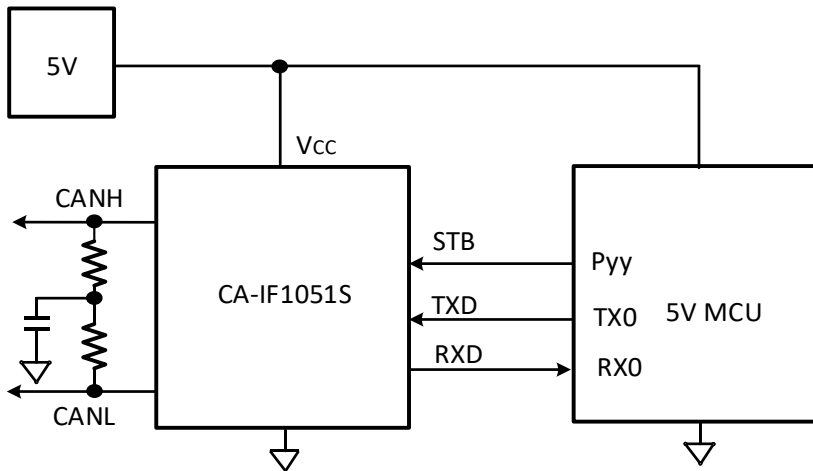 5V
VCC
CANH
STB
Pyy
CA-IF1051S
TXD
TX0
5V MCU
RXD
RX0
CANL